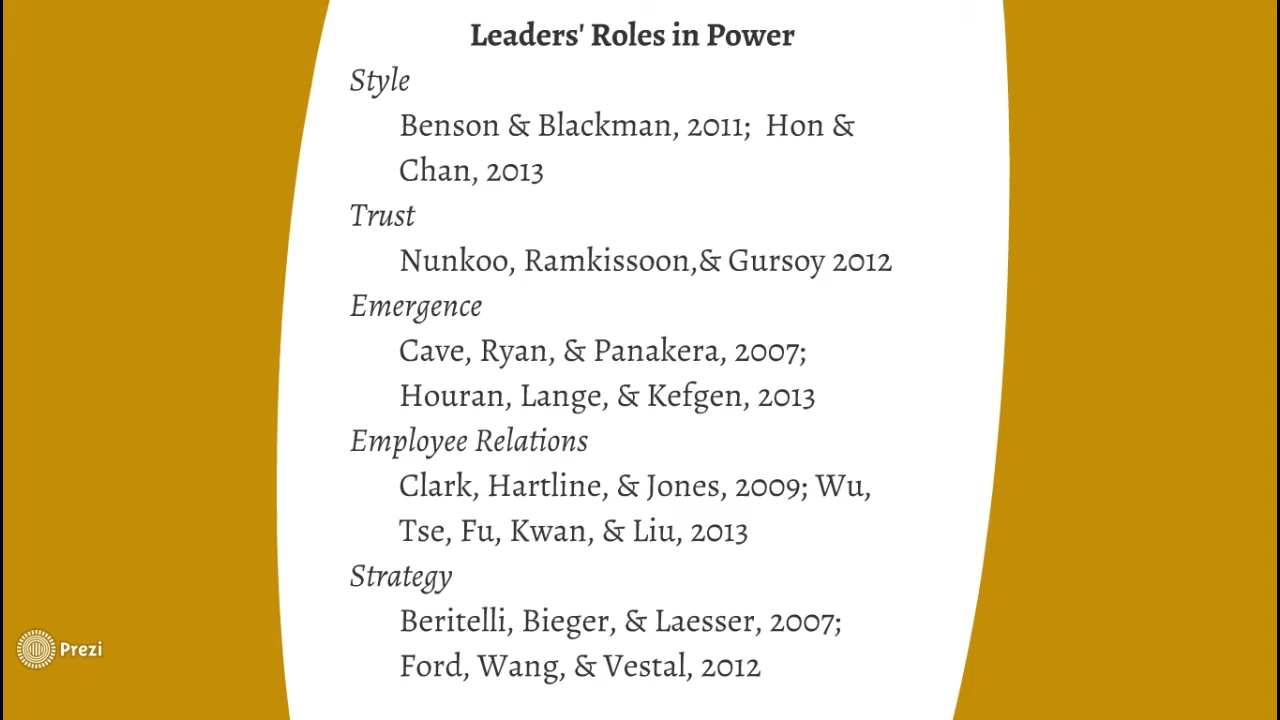 Leaders' Roles in Power
Style
Benson & Blackman, 2011;  Hon &
Chan, 2013
Trust
Nunkoo, Ramkissoon,& Gursoy 2012
Emergence
Cave, Ryan, & Panakera, 2007;
Houran, Lange, & Kefgen, 2013
Employee Relations
Clark, Hartline, & Jones, 2009; Wu,
Tse, Fu, Kwan, & Liu, 2013
Strategy
Beritelli, Bieger, & Laesser, 2007;
Ford, Wang, & Vestal, 2012
Prezi